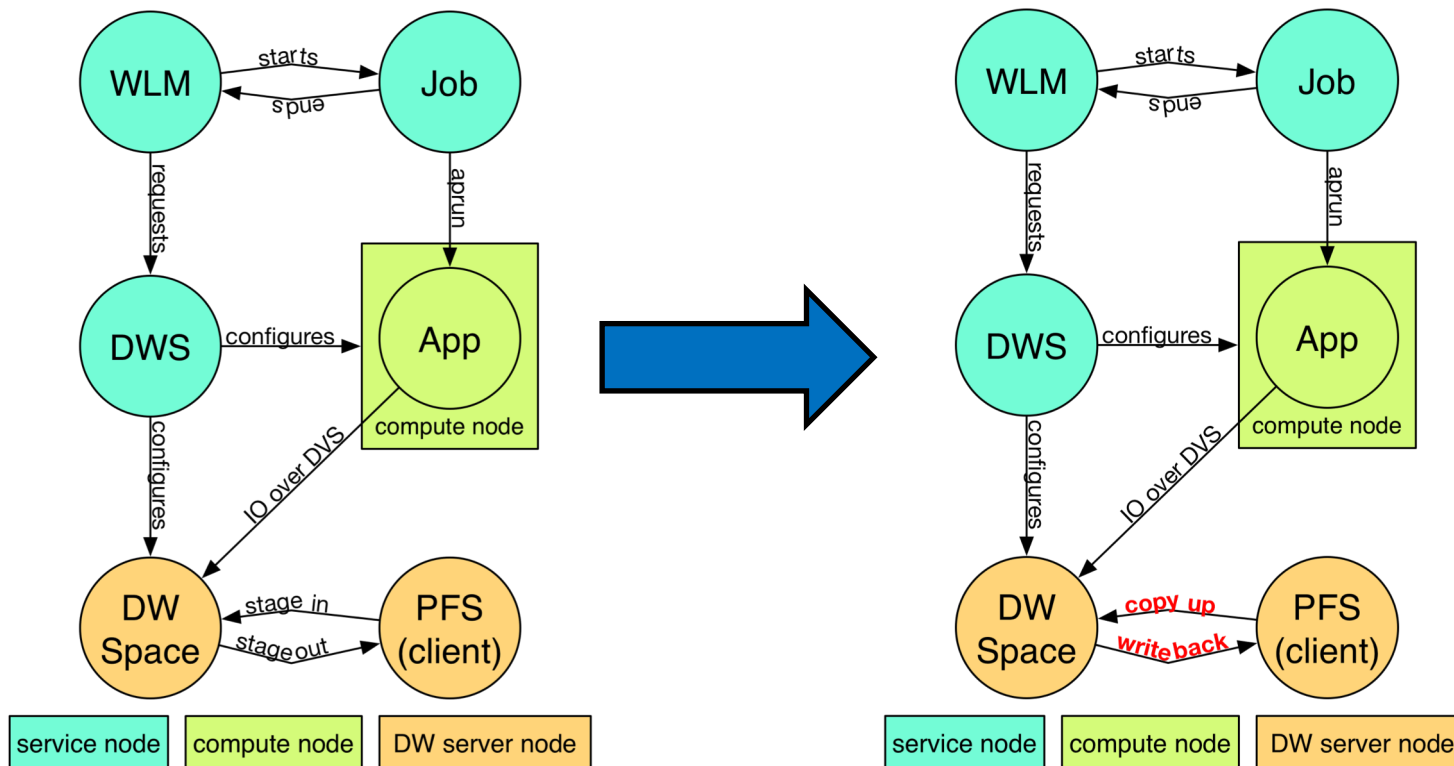 WLM
starts
ends
Job
requests
aprun
DWS
configures
App
compute node
configures
IO over DVS
DW
Space
stage in
stage out
PFS
(client)
service node
compute node
DW server node
WLM
starts
ends
Job
requests
aprun
DWS
configures
App
compute node
configures
IO over DVS
DW
Space
copy up
writeback
PFS
(client)
service node
compute node
DW server node